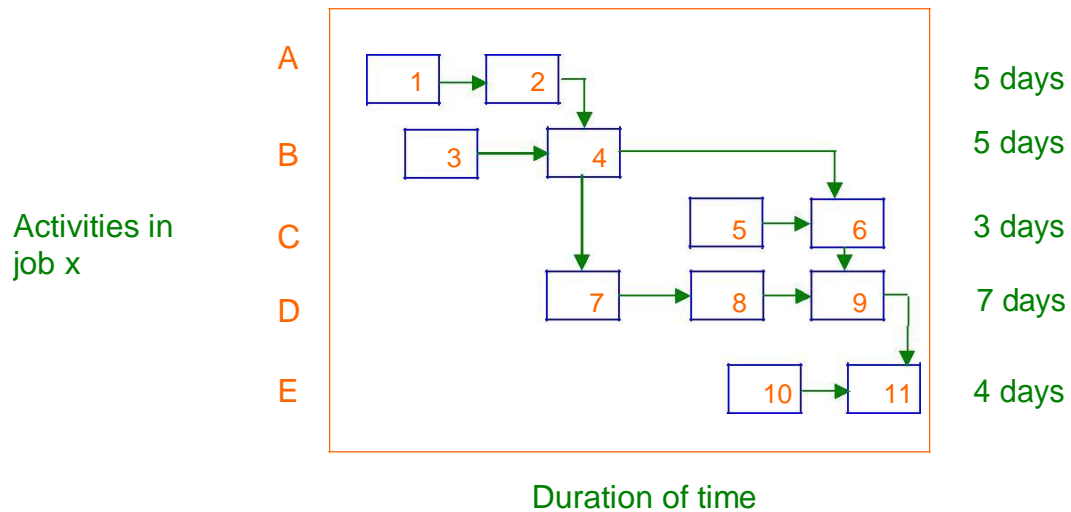 A
1 2
5 days
B
3 4
5 days
Activities in
job x
C
5 6
3 days
D
7 8 9
7 days
E
10 11
4 days
Duration of time